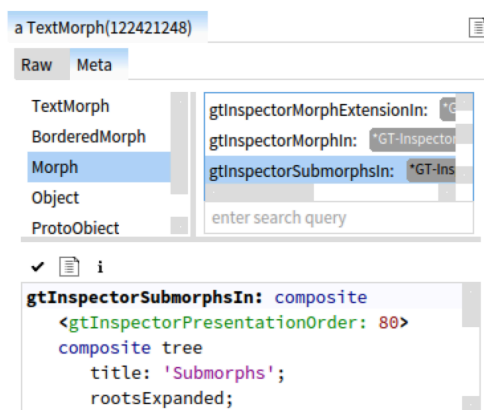 a TextMorph(122421248)
Raw Meta
TextMorph
BorderedMorph
Morph
Object
ProtoObject
gtInspectorMorphExtensionIn: *G
gtInspectorMorphIn: *GT-Inspector
gtInspectorSubmorphsIn: *GT-Ins
enter search query
gtInspectorSubmorphsIn: composite
<gtInspectorPresentationOrder: 80>
composite tree
title: 'Submorphs';
rootsExpanded;